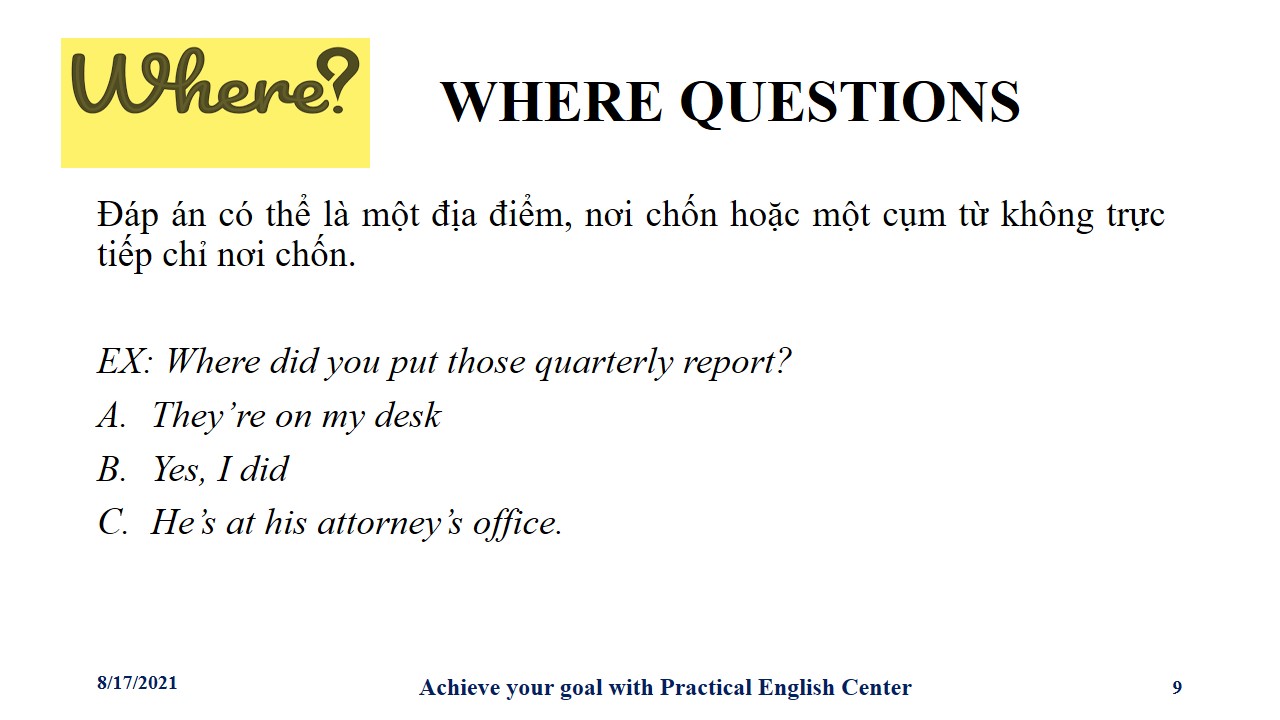 Where?
WHERE QUESTIONS
Đáp án có thể là một địa điểm, nơi chốn hoặc một cụm từ không trực
tiếp chỉ nơi chốn.
EX: Where did you put those quarterly report?
A. They’re on my desk
B. Yes, I did
C. He’s at his attorney’s office.
8/17/2021
Achieve your goal with Practical English Center
9